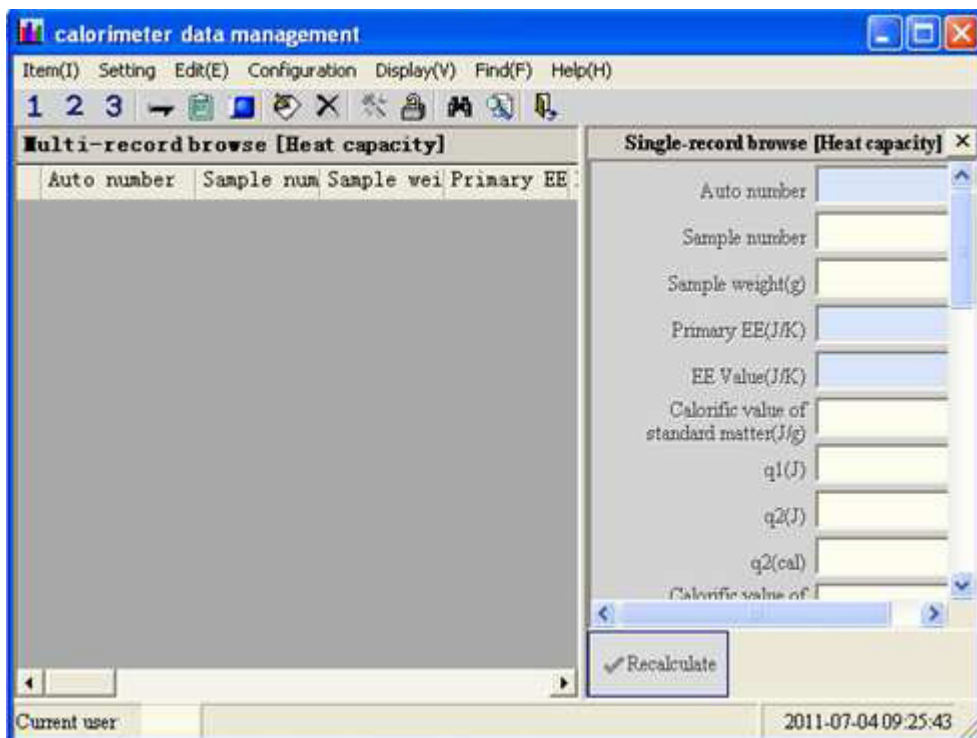 calorimeter data management
Item(I) Setting Edit(E) Configuration Display(V) Find(F) Help(H)
1 2 3
Multi-record browse [Heat capacity]
Auto number Sample num Sample wei Primary EE
Single-record browse [Heat capacity]
Auto number
Sample number
Sample weight(g)
Primary EE(J/K)
EE Value(J/K)
Calorific value of
standard matter(J/g)
q1(J)
q2(J)
q2(cal)
Calorific value of
Recalculate
Current user
2011-07-04 09:25:43